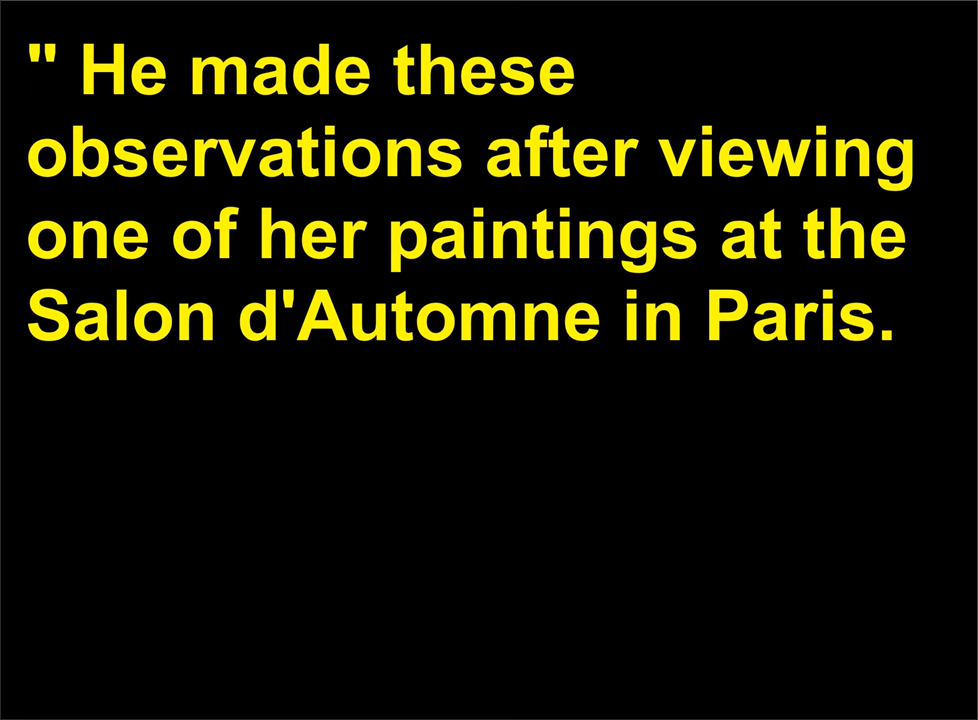 " He made these
observations after viewing
one of her paintings at the
Salon d'Automne in Paris.